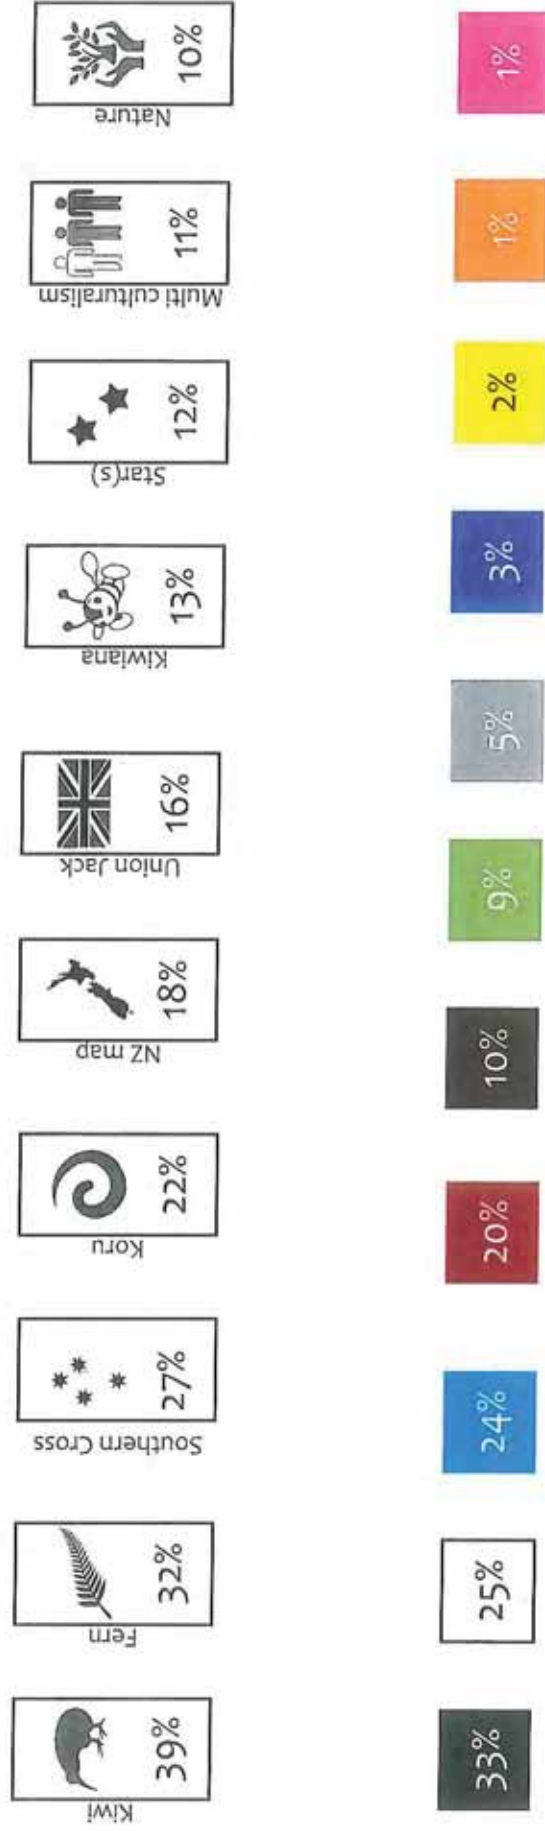 Kiwi
39%
Fern
32%
Southern Cross
27%
Koru
22%
NZ map
18%
Union Jack
16%
Kiwiana
13%
Star(s)
12%
Multi culturalism
11%
Nature
10%
33%
25%
24%
20%
10%
9%
5%
3%
2%
1%
1%